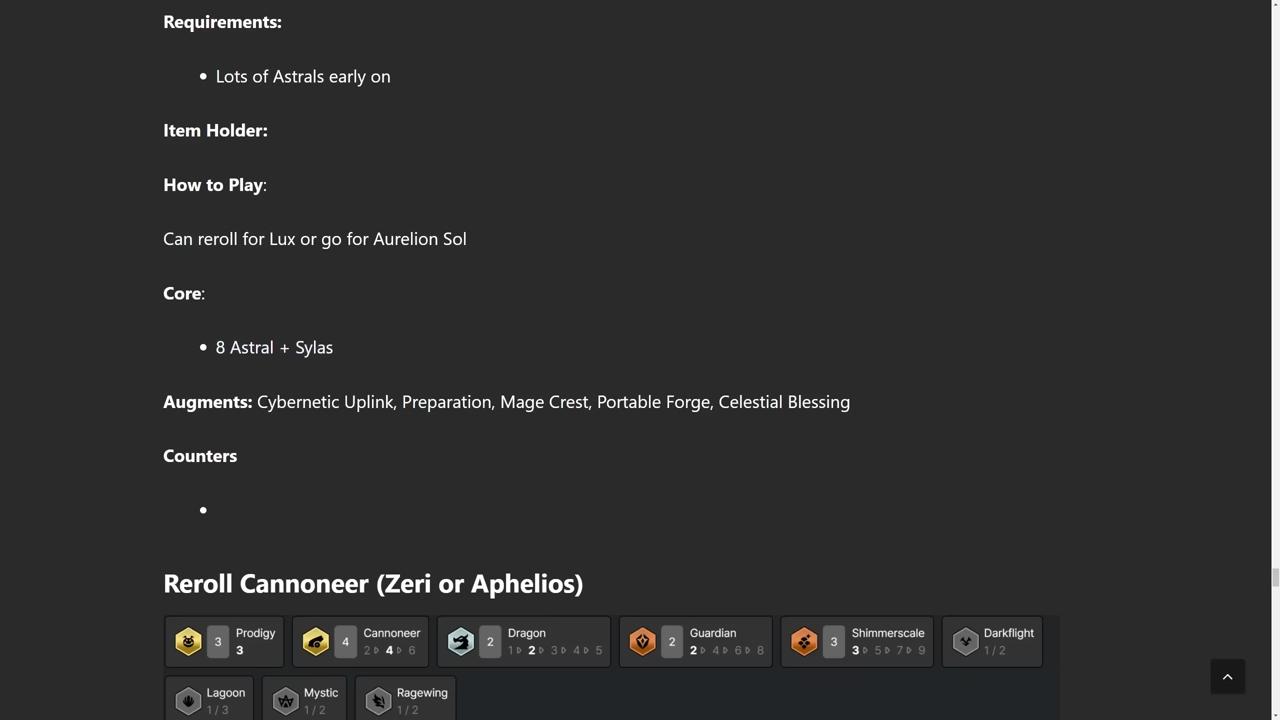 Requirements:
Lots of Astrals early on
Item Holder:
How to Play:
Can reroll for Lux or go for Aurelion Sol
Core:
8 Astral + Sylas
Augments: Cybernetic Uplink, Preparation, Mage Crest, Portable Forge, Celestial Blessing
Counters
Reroll Cannoneer (Zeri or Aphelios)
3 Prodigy 3
4 Cannoneer 2 4 6
2 Dragon 1 2 3 4 5
2 Guardian 2 4 6 8
3 Shimmerscale 3 5 7 9
Darkflight 1 / 2
Lagoon 1 / 3
Mystic 1 / 2
Ragewing 1 / 2